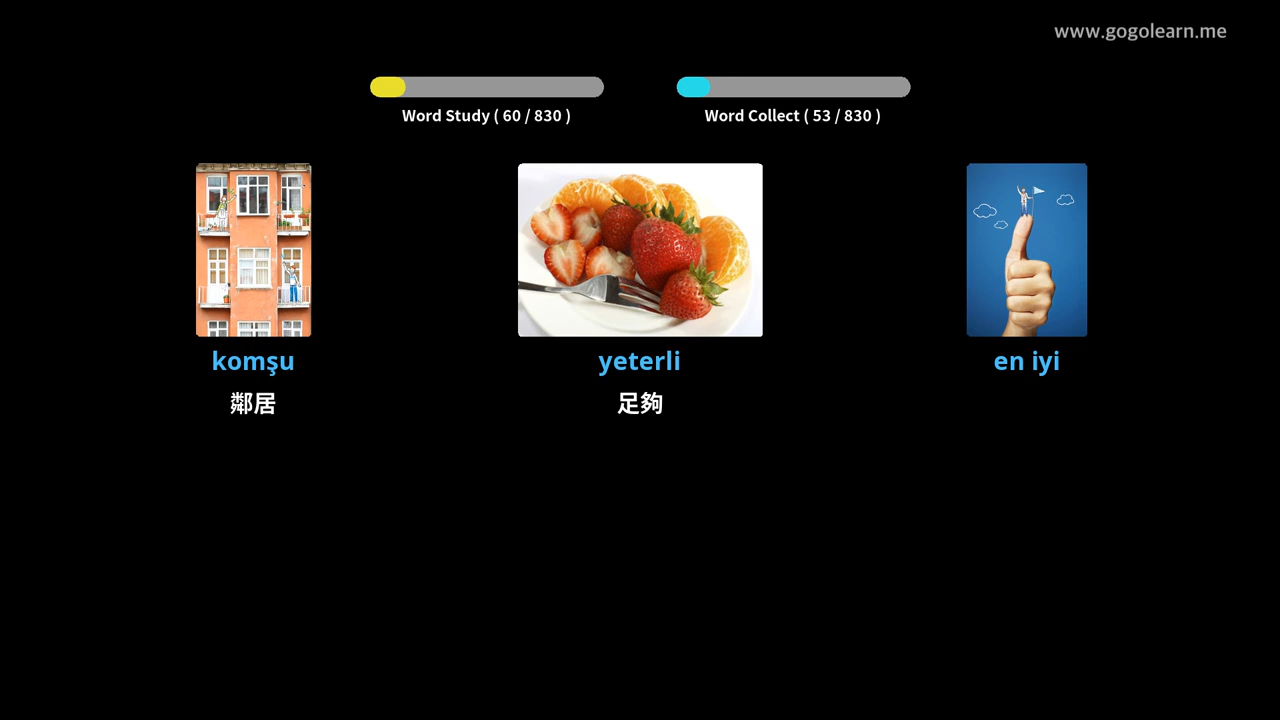 www.gogolearn.me
Word Study ( 60 / 830 )
Word Collect ( 53 / 830 )
komşu
yeterli
en iyi
鄰居
足夠